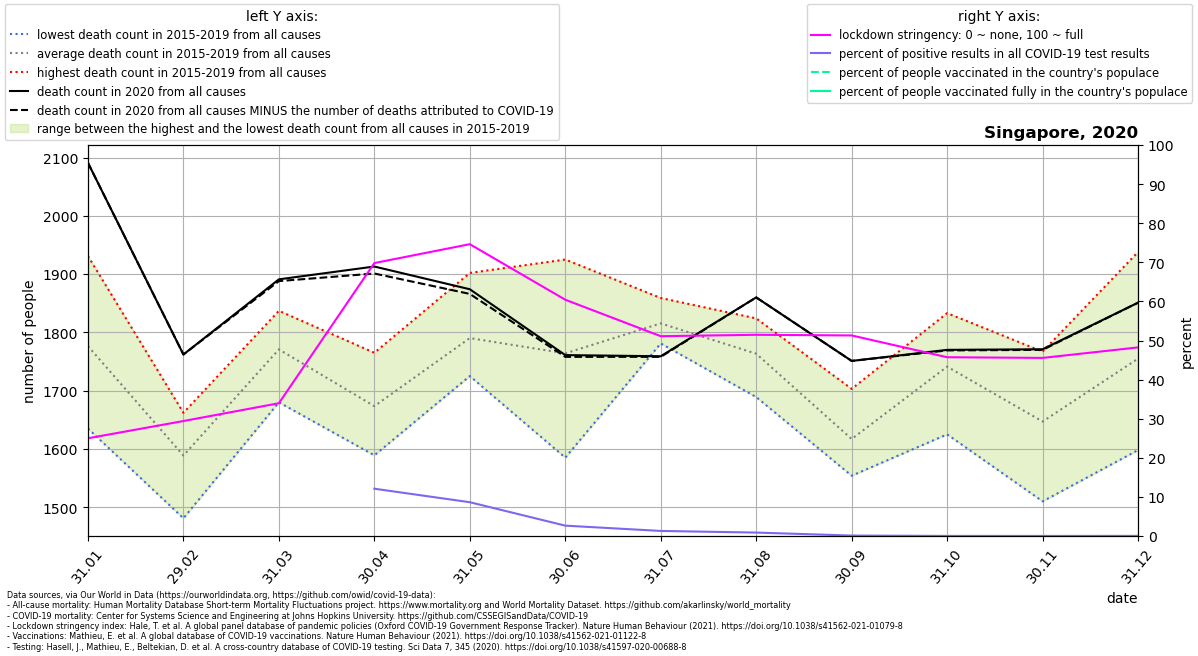 left Y axis:
lowest death count in 2015-2019 from all causes
average death count in 2015-2019 from all causes
highest death count in 2015-2019 from all causes
death count in 2020 from all causes
death count in 2020 from all causes MINUS the number of deaths attributed to COVID-19
range between the highest and the lowest death count from all causes in 2015-2019
right Y axis:
lockdown stringency: 0 ~ none, 100 ~ full
percent of positive results in all COVID-19 test results
percent of people vaccinated in the country's populace
percent of people vaccinated fully in the country's populace
Singapore, 2020
number of people
2100
2000
1900
1800
1700
1600
1500
100
90
80
70
60
50
40
30
20
10
0
percent
31.01
29.02
31.03
30.04
31.05
30.06
31.07
31.08
30.09
31.10
30.11
31.12
date
Data sources, via Our World in Data (https://ourworldindata.org, https://github.com/owid/covid-19-data):
- All-cause mortality: Human Mortality Database Short-term Mortality Fluctuations project. https://www.mortality.org and World Mortality Dataset. https://github.com/akarlinsky/world_mortality
- COVID-19 mortality: Center for Systems Science and Engineering at Johns Hopkins University. https://github.com/CSSEGISandData/COVID-19
- Lockdown stringency index: Hale, T. et al. A global panel database of pandemic policies (Oxford COVID-19 Government Response Tracker). Nature Human Behaviour (2021). https://doi.org/10.1038/s41562-021-01079-8
- Vaccinations: Mathieu, E. et al. A global database of COVID-19 vaccinations. Nature Human Behaviour (2021). https://doi.org/10.1038/s41562-021-01122-8
- Testing: Hasell, J., Mathieu, E., Beltekian, D. et al. A cross-country database of COVID-19 testing. Sci Data 7, 345 (2020). https://doi.org/10.1038/s41597-020-00688-8